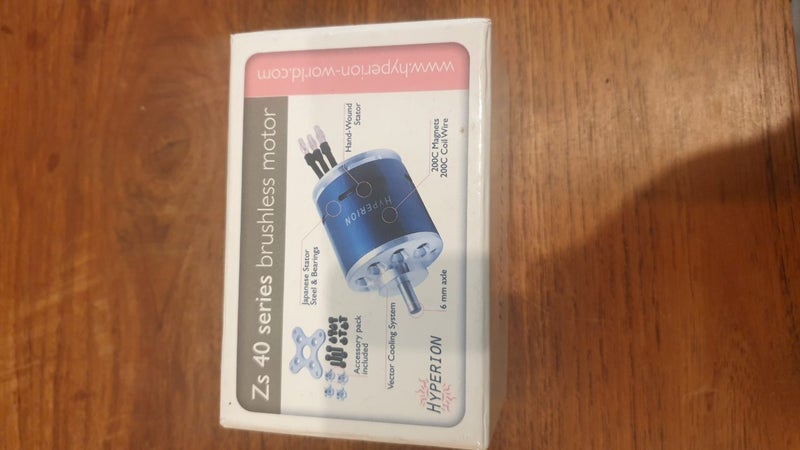 www.hyperion-world.com
Zs 40 series brushless motor
Japanese Stator
Steel & Bearings
Hand-Wound
Stator
200C Magnets
200C Coil Wire
HYPERION
Accessory pack
included
Vector Cooling System
6 mm axle
HYPERION